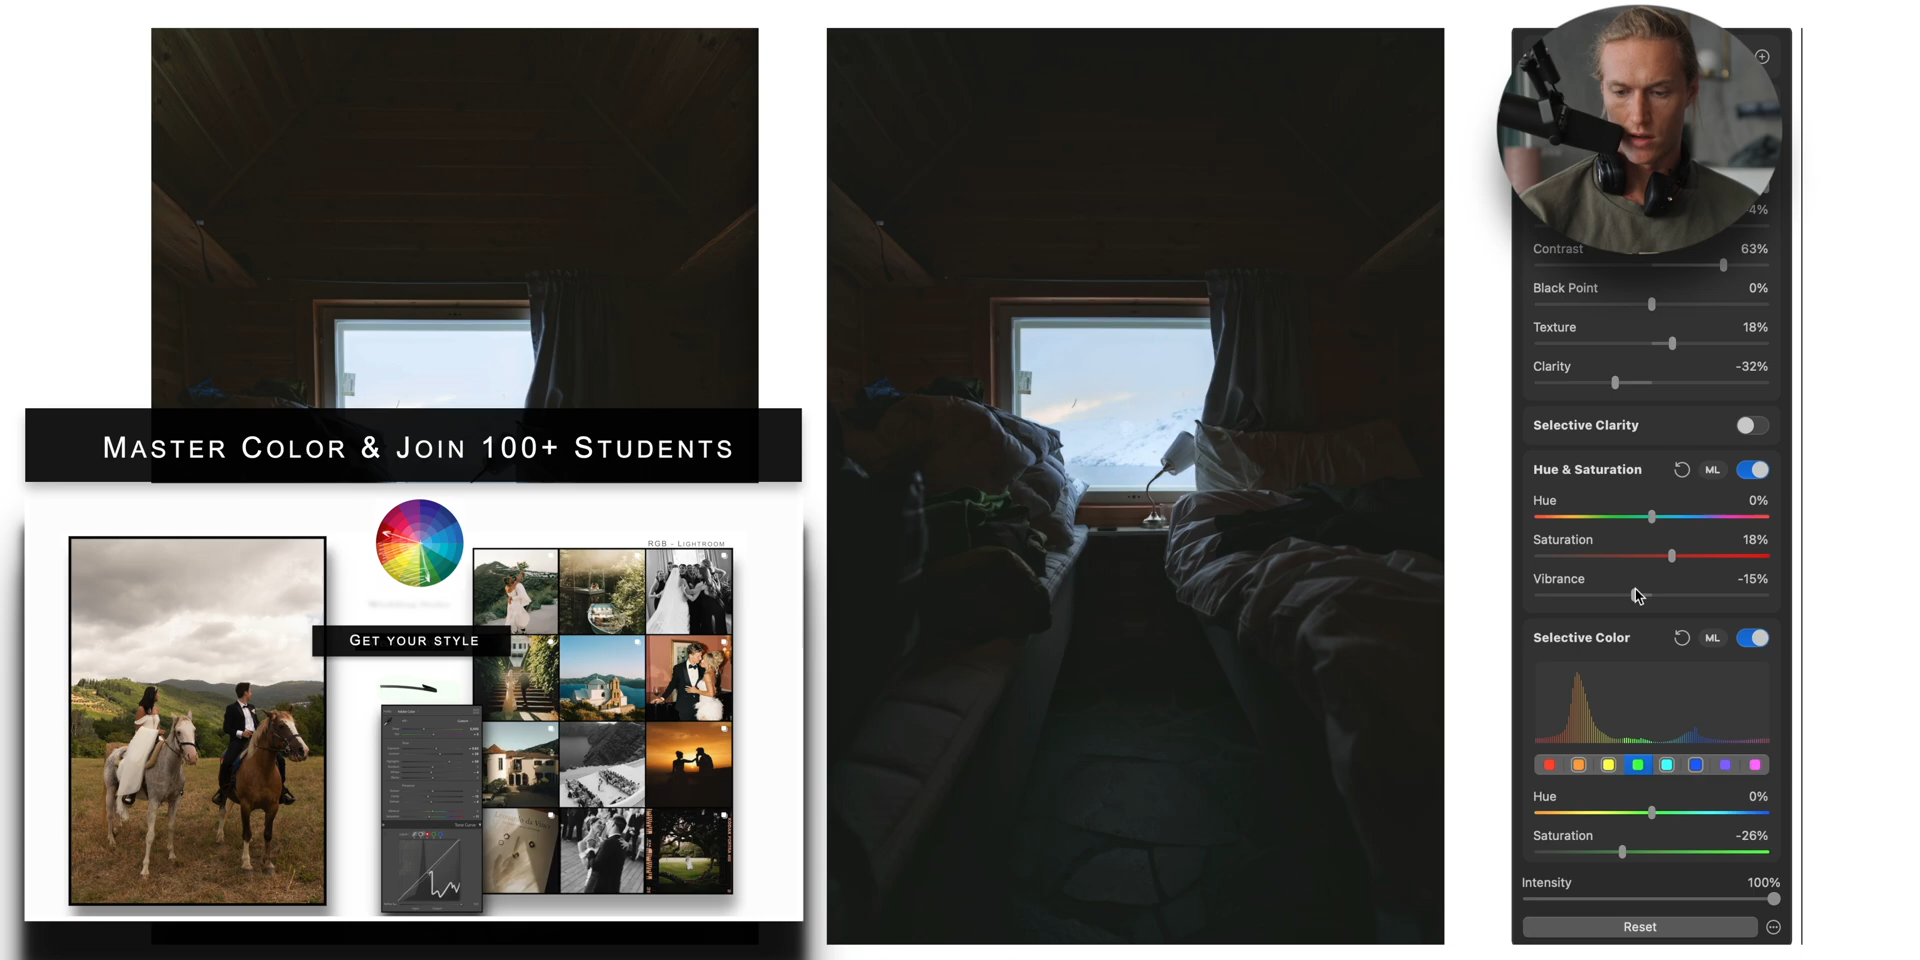 MASTER COLOR & JOIN 100+ STUDENTS
RGB - LIGHTROOM
GET YOUR STYLE
4%
Contrast 63%
Black Point 0%
Texture 18%
Clarity -32%
Selective Clarity
Hue & Saturation ML
Hue 0%
Saturation 18%
Vibrance -15%
Selective Color ML
Hue 0%
Saturation -26%
Intensity 100%
Reset